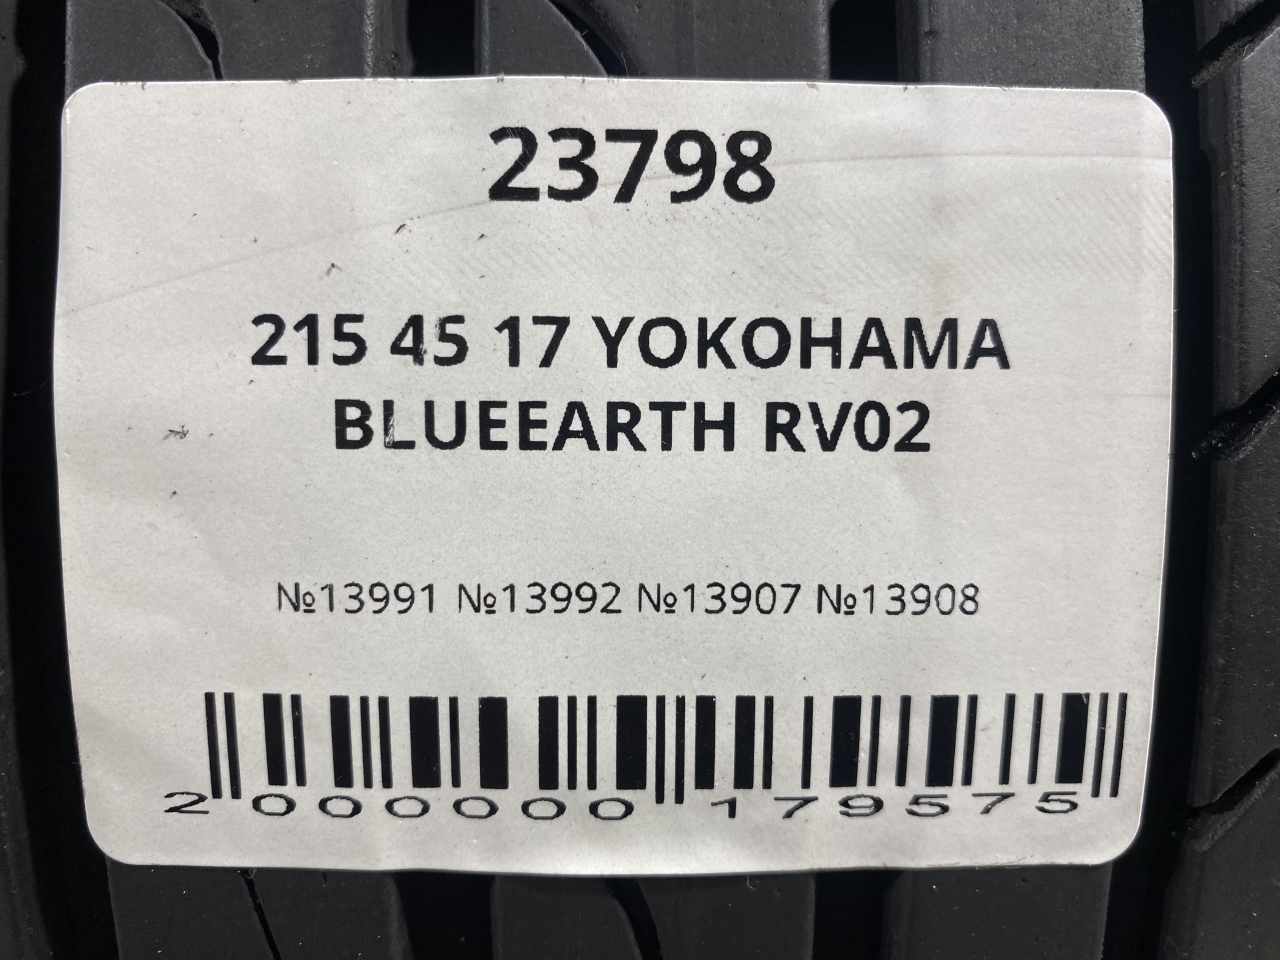 23798
215 45 17 YOKOHAMA
BLUEEARTH RV02
№13991 №13992 №13907 №13908
2 000000 179575